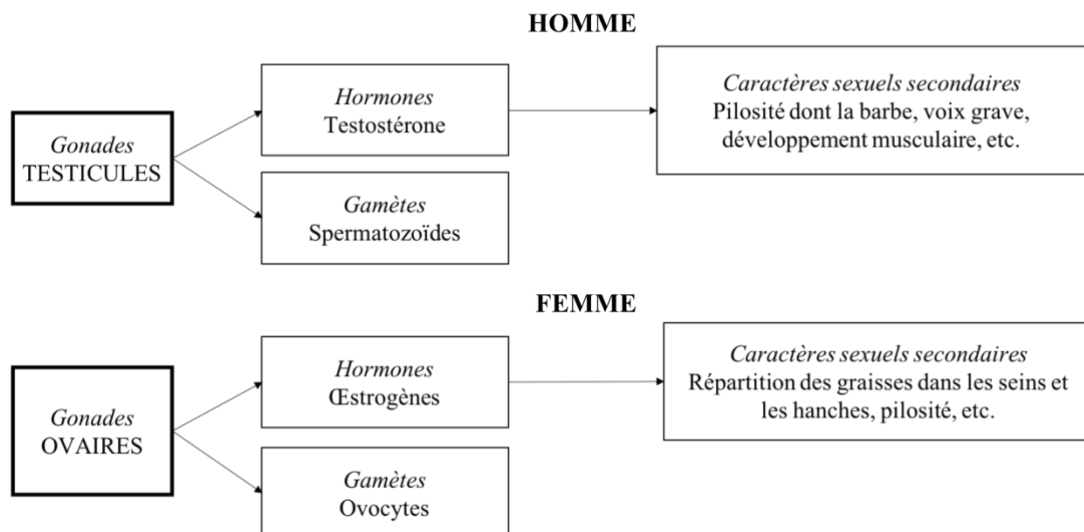 HOMME
Gonades
TESTICULES
Hormones
Testostérone
Gamètes
Spermatozoïdes
Caractères sexuels secondaires
Pilosité dont la barbe, voix grave,
développement musculaire, etc.
FEMME
Gonades
OVAIRES
Hormones
Œstrogènes
Gamètes
Ovocytes
Caractères sexuels secondaires
Répartition des graisses dans les seins et
les hanches, pilosité, etc.